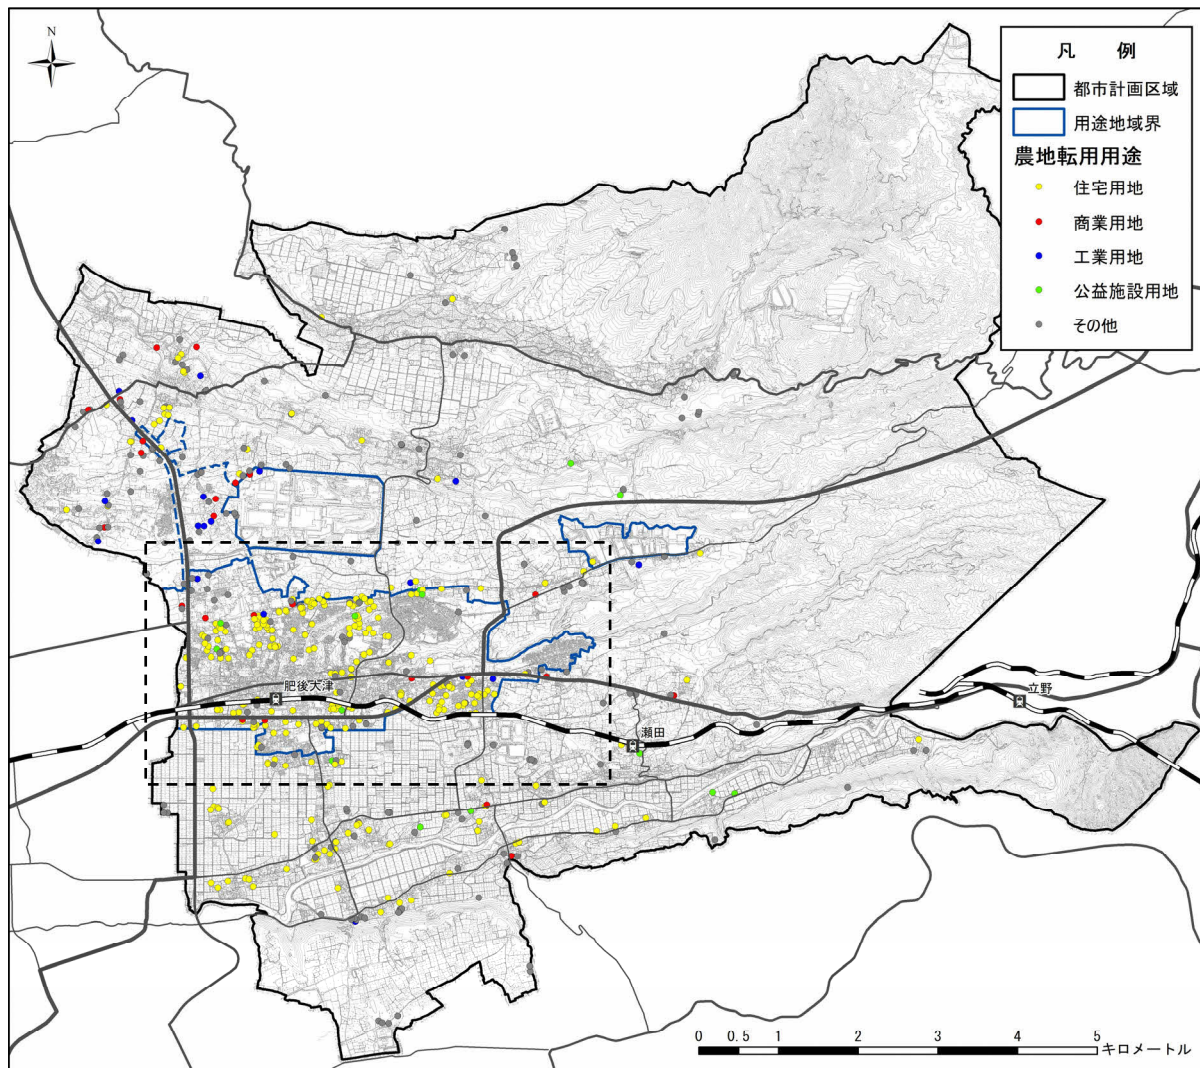 N
凡 例
都市計画区域
用途地域界
農地転用用途
住宅用地
商業用地
工業用地
公益施設用地
その他
肥後大津
立野
瀬田
0 0.5 1 2 3 4 5
キロメートル